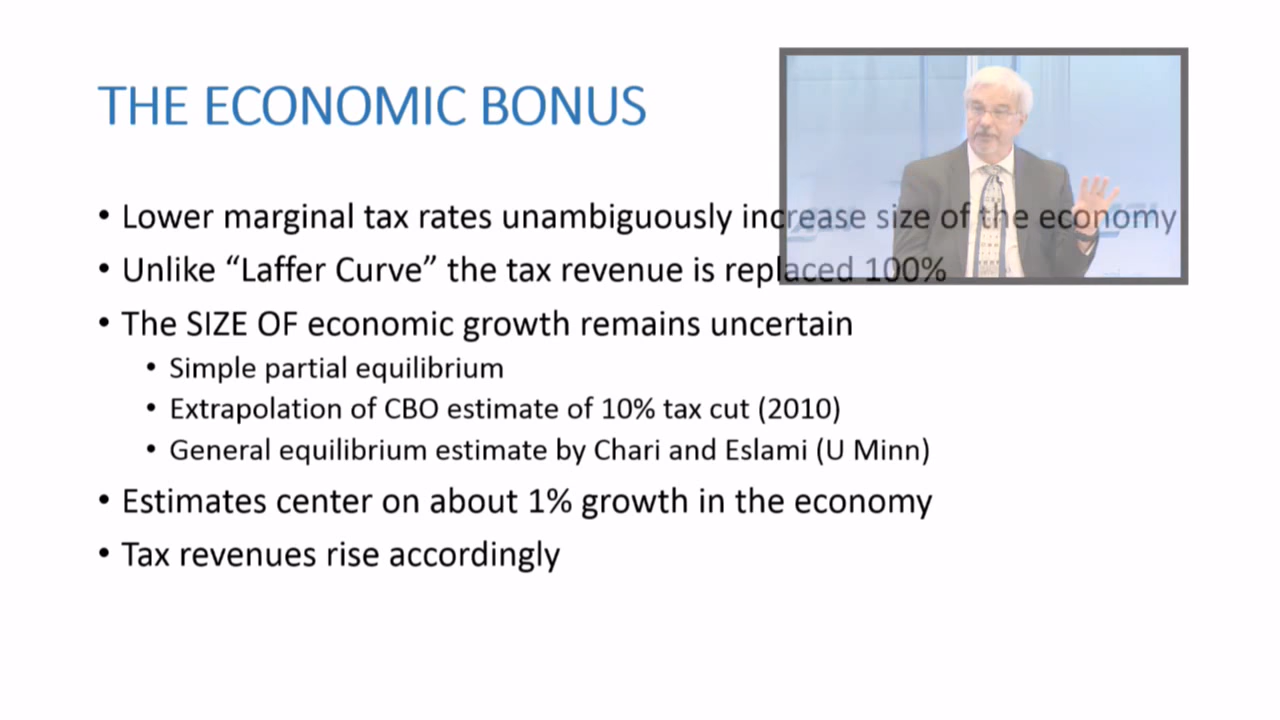 THE ECONOMIC BONUS
• Lower marginal tax rates unambiguously increase size of the economy
• Unlike “Laffer Curve” the tax revenue is replaced 100%
• The SIZE OF economic growth remains uncertain
• Simple partial equilibrium
• Extrapolation of CBO estimate of 10% tax cut (2010)
• General equilibrium estimate by Chari and Eslami (U Minn)
• Estimates center on about 1% growth in the economy
• Tax revenues rise accordingly